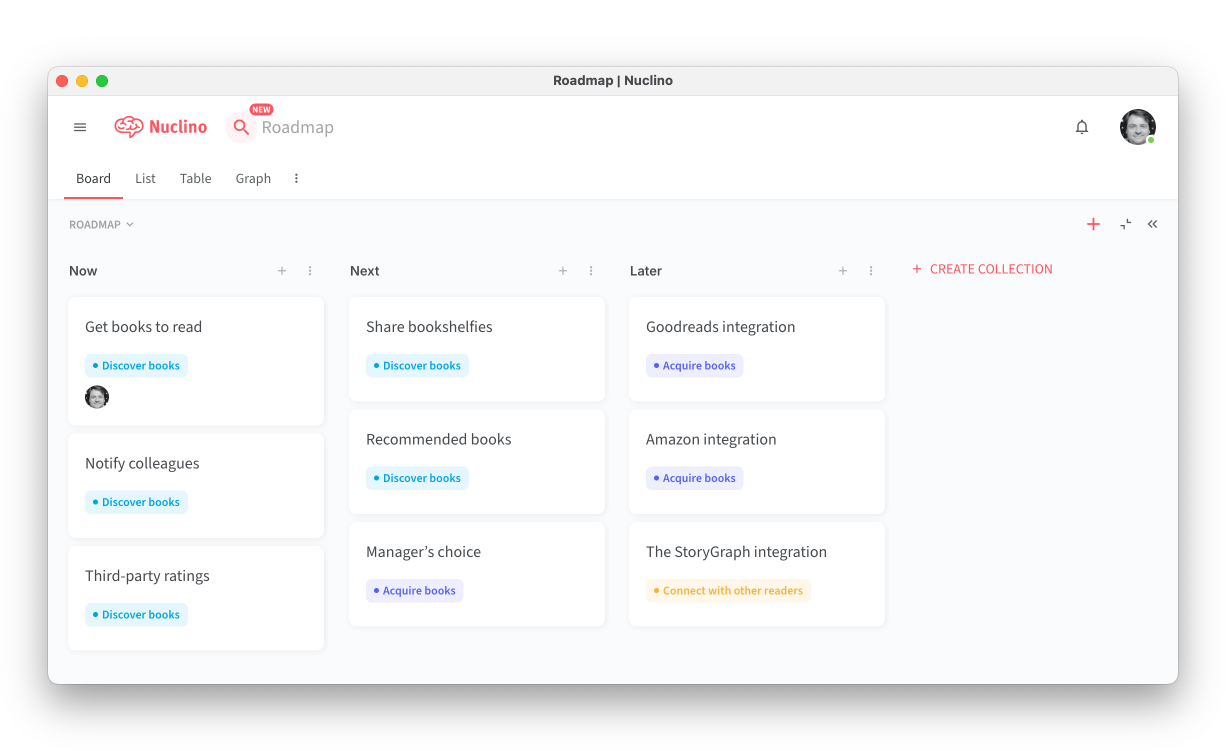 Roadmap | Nuclino
Nuclino
NEW
Roadmap
Board List Table Graph
ROADMAP
Now
Get books to read
Discover books
Notify colleagues
Discover books
Third-party ratings
Discover books
Next
Share bookshelfies
Discover books
Recommended books
Discover books
Manager’s choice
Acquire books
Later
Goodreads integration
Acquire books
Amazon integration
Acquire books
The StoryGraph integration
Connect with other readers
+ CREATE COLLECTION